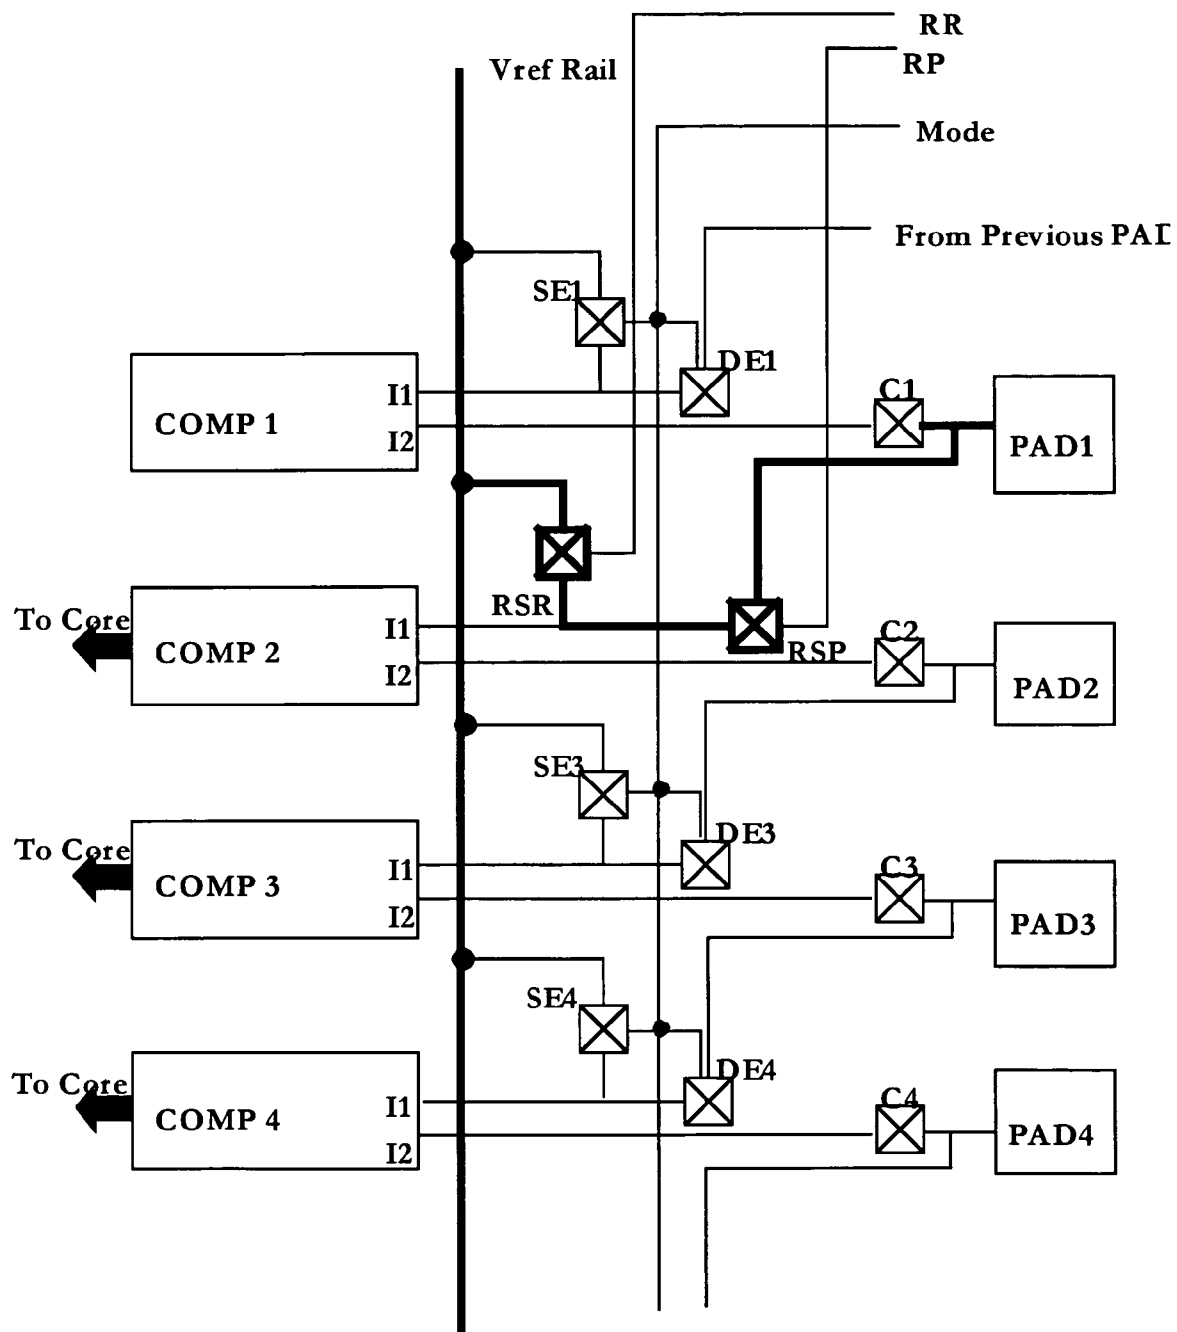 RR
Vref Rail
RP
Mode
From Previous PAD
SE1
DE1
I1
C1
COMP 1
I2
PAD1
RSR
To Core
I1
C2
COMP 2
RSP
I2
PAD2
SE3
DE3
To Core
I1
C3
COMP 3
I2
PAD3
SE4
DE4
To Core
I1
C4
COMP 4
PAD4
I2